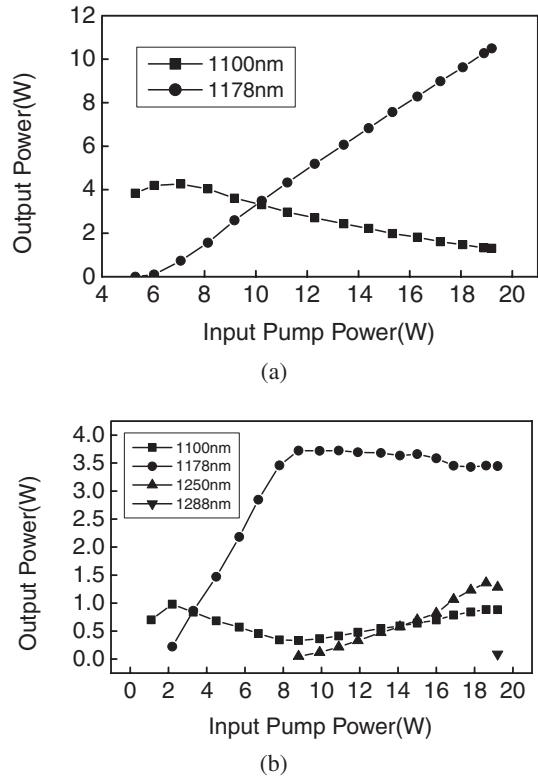 12
10
8
6
4
2
0
Output Power(W)
1100nm
1178nm
4 6 8 10 12 14 16 18 20
Input Pump Power(W)
(a)
4.0
3.5
3.0
2.5
2.0
1.5
1.0
0.5
0.0
Output Power(W)
1100nm
1178nm
1250nm
1288nm
0 2 4 6 8 10 12 14 16 18 20
Input Pump Power(W)
(b)